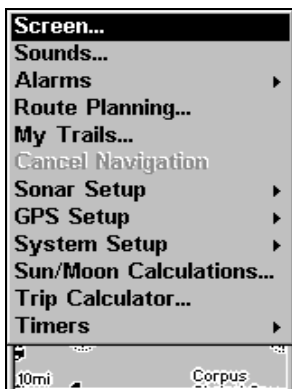 Screen...
Sounds...
Alarms
Route Planning...
My Trails...
Cancel Navigation
Sonar Setup
GPS Setup
System Setup
Sun/Moon Calculations...
Trip Calculator...
Timers
10mi
Corpus